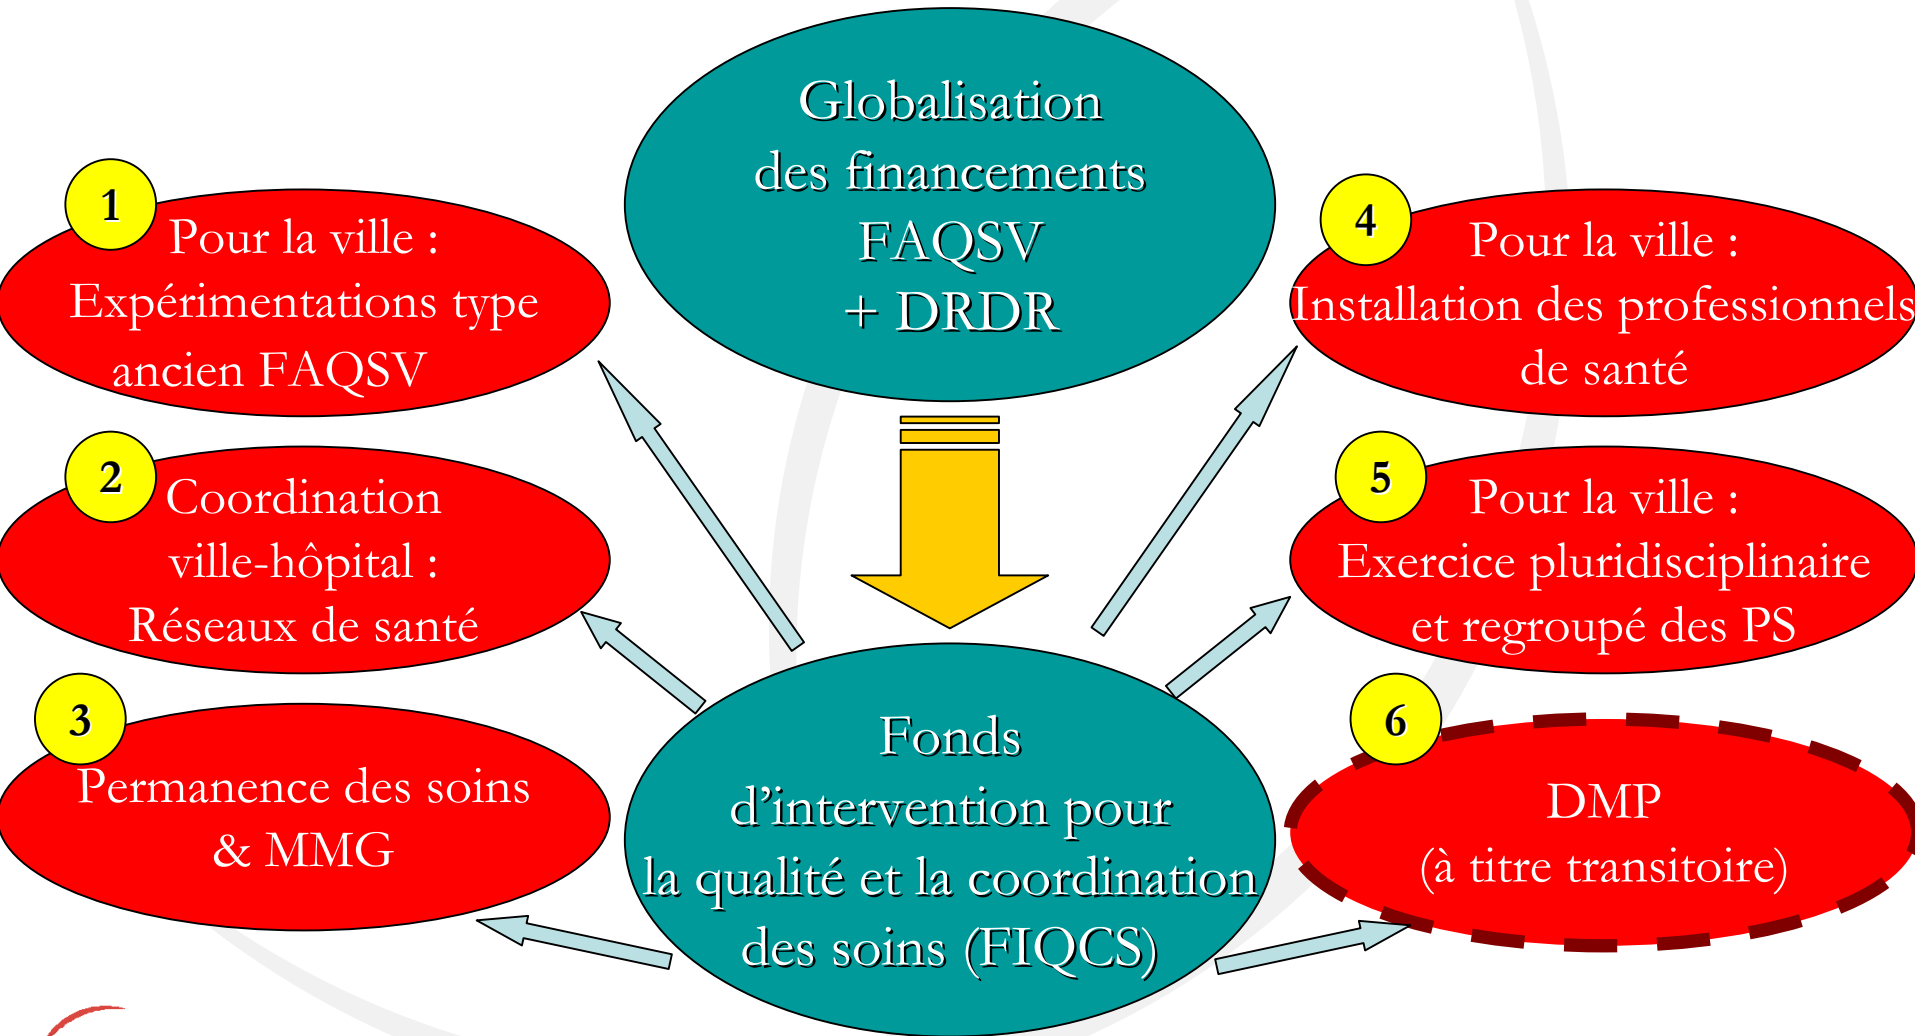 Globalisation
des financements
FAQSV
+ DRDR
1
Pour la ville :
Expérimentations type
ancien FAQSV
2
Coordination
ville-hôpital :
Réseaux de santé
3
Permanence des soins
& MMG
4
Pour la ville :
Installation des professionnels
de santé
5
Pour la ville :
Exercice pluridisciplinaire
et regroupé des PS
6
DMP
(à titre transitoire)
Fonds
d’intervention pour
la qualité et la coordination
des soins (FIQCS)